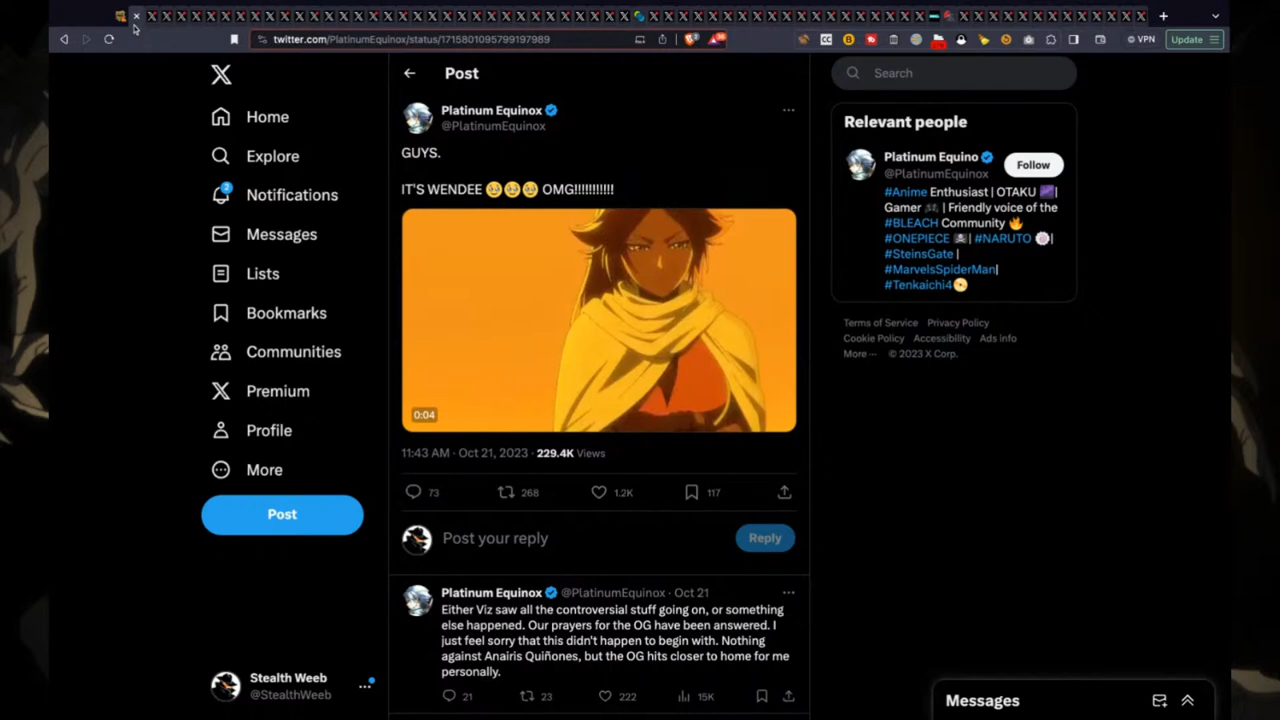 twitter.com/PlatinumEquinox/status/1715801095799197989
VPN
Update
Home
Explore
Notifications
Messages
Lists
Bookmarks
Communities
Premium
Profile
More
Post
Stealth Weeb
@StealthWeeb
Post
Platinum Equinox
@PlatinumEquinox
GUYS.
IT'S WENDEE 🥹🥹🥹 OMG!!!!!!!!!!!
0:04
11:43 AM · Oct 21, 2023 · 229.4K Views
73 268 1.2K 117
Post your reply
Reply
Platinum Equinox @PlatinumEquinox · Oct 21
Either Viz saw all the controversial stuff going on, or something
else happened. Our prayers for the OG have been answered. I
just feel sorry that this didn't happen to begin with. Nothing
against Anairis Quiñones, but the OG hits closer to home for me
personally.
21 23 222 15K
Search
Relevant people
Platinum Equino
@PlatinumEquinox
Follow
#Anime Enthusiast | OTAKU |
Gamer 🎮 | Friendly voice of the
#BLEACH Community 🔥
#ONEPIECE 🏴‍☠️| #NARUTO 🍥|
#SteinsGate |
#MarvelsSpiderMan|
#Tenkaichi4
Terms of Service Privacy Policy
Cookie Policy Accessibility Ads info
More ··· © 2023 X Corp.
Messages